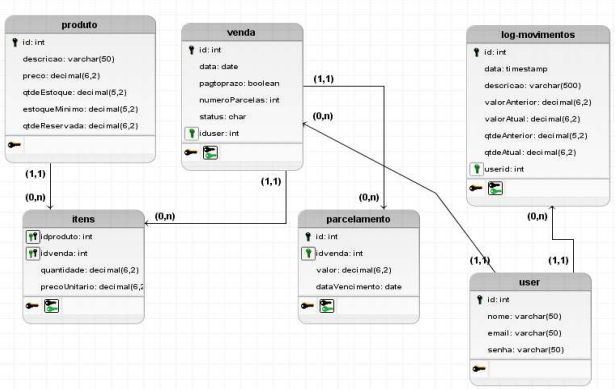 produto
id: int
descricao: varchar(50)
preco: decimal(6,2)
qtdeEstoque: decimal(5,2)
estoqueMinimo: decimal(5,2)
qtdeReservada: decimal(6,2)
venda
id: int
data: date
pagtoprazo: boolean
numeroParcelas: int
status: char
iduser: int
log-movimentos
id: int
data: timestamp
descricao: varchar(500)
valorAnterior: decimal(6,2)
valorAtual: decimal(6,2)
qtdeAnterior: decimal(5,2)
qtdeAtual: decimal(6,2)
userid: int
(1,1)
(0,n)
(1,1)
(0,n)
(1,1)
(0,n)
(0,n)
(0,n)
(1,1)
(1,1)
itens
idproduto: int
idvenda: int
quantidade: decimal(6,2)
precoUnitario: decimal(6,2
parcelamento
id: int
idvenda: int
valor: decimal(6,2)
dataVencimento: date
user
id: int
nome: varchar(50)
email: varchar(50)
senha: varchar(50)